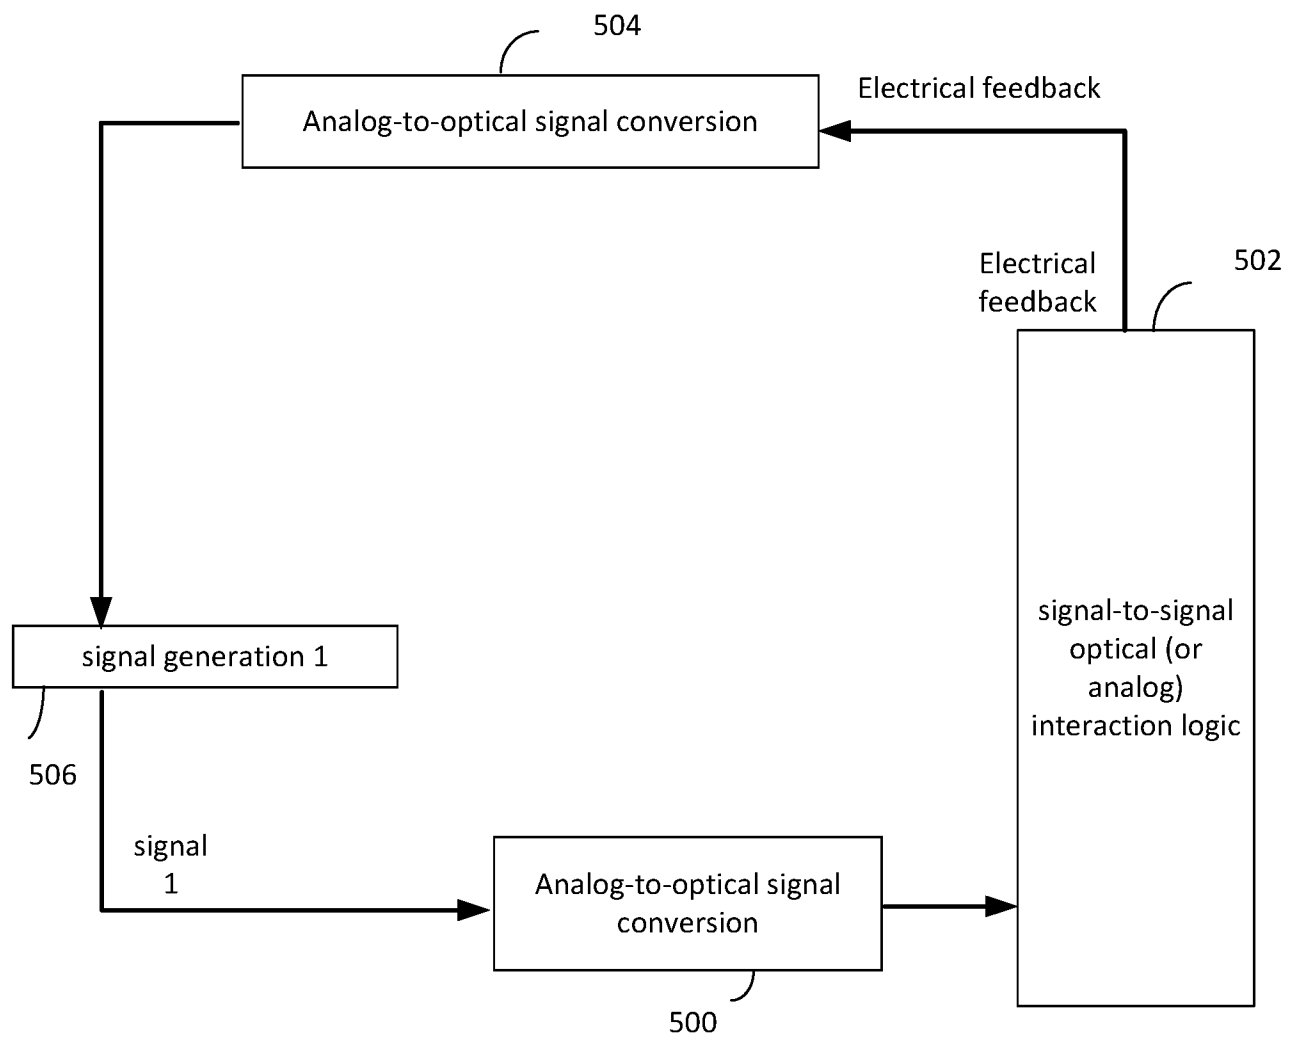 504
Electrical feedback
Analog-to-optical signal conversion
502
Electrical
feedback
signal-to-signal
optical (or
analog)
interaction logic
signal generation 1
506
signal
1
Analog-to-optical signal
conversion
500